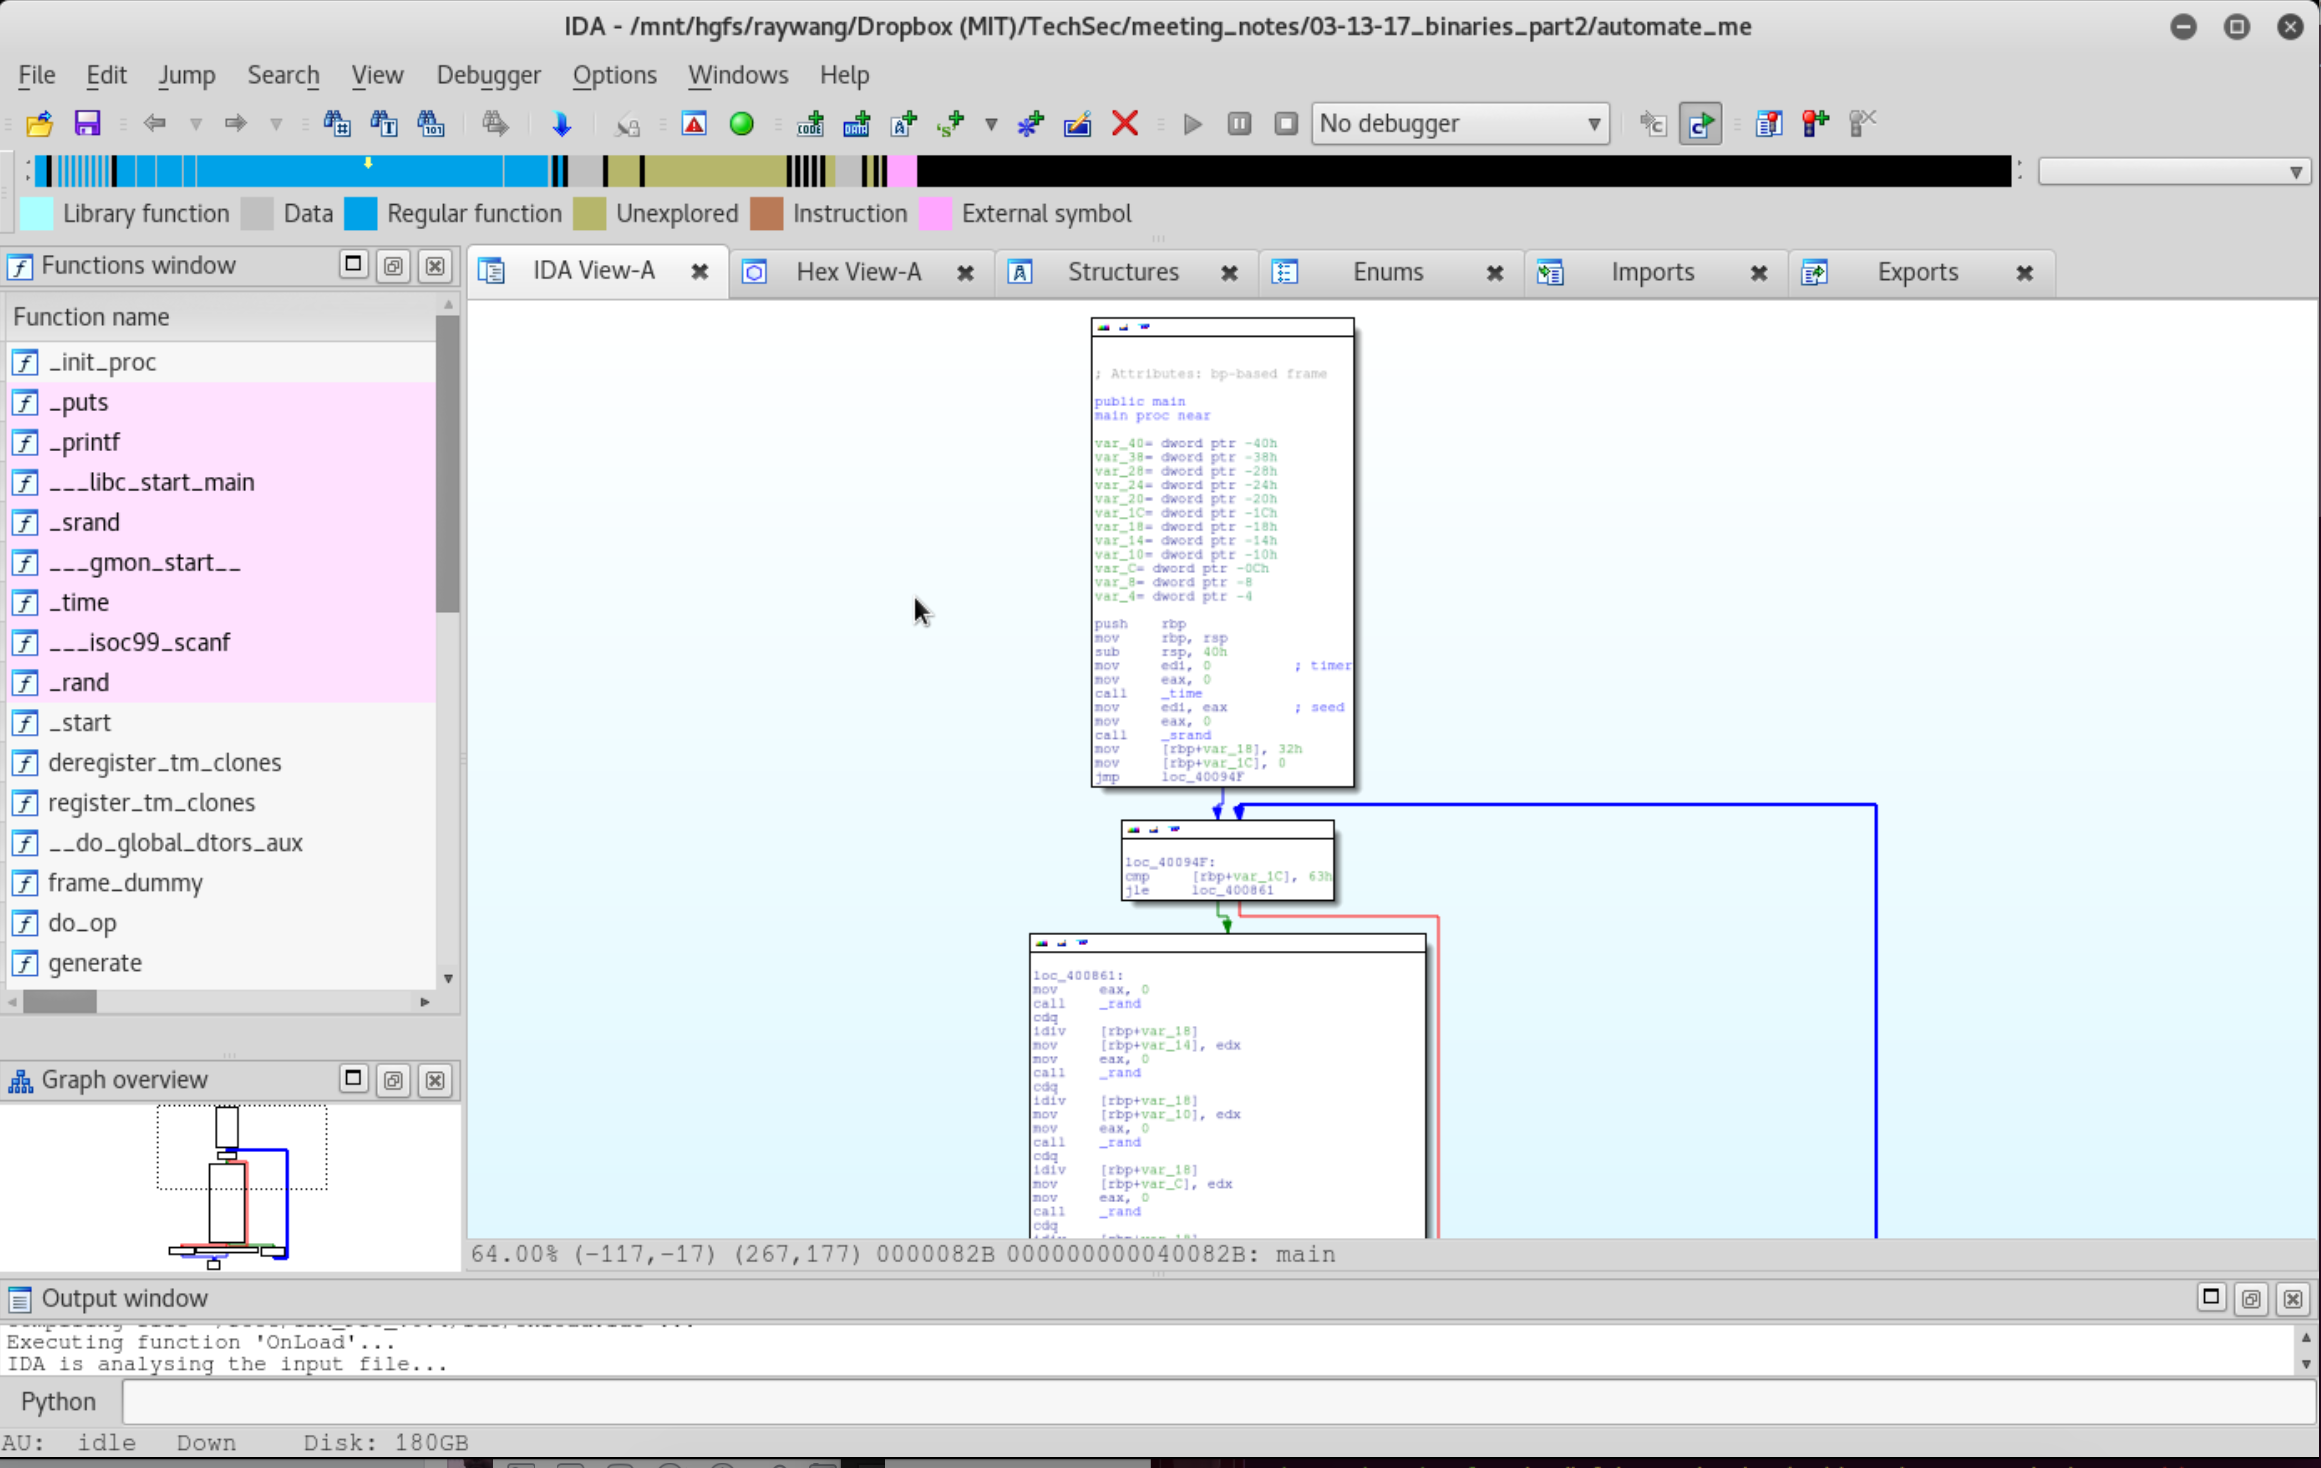 IDA - /mnt/hgfs/raywang/Dropbox (MIT)/TechSec/meeting_notes/03-13-17_binaries_part2/automate_me
File Edit Jump Search View Debugger Options Windows Help
No debugger
Library function Data Regular function Unexplored Instruction External symbol
Functions window
IDA View-A
Hex View-A
Structures
Enums
Imports
Exports
Function name
_init_proc
_puts
_printf
___libc_start_main
_srand
___gmon_start__
_time
___isoc99_scanf
_rand
_start
deregister_tm_clones
register_tm_clones
__do_global_dtors_aux
frame_dummy
do_op
generate
Graph overview
; Attributes: bp-based frame
public main
main proc near
var_40= dword ptr -40h
var_38= dword ptr -38h
var_28= dword ptr -28h
var_24= dword ptr -24h
var_20= dword ptr -20h
var_1C= dword ptr -1Ch
var_18= dword ptr -18h
var_14= dword ptr -14h
var_10= dword ptr -10h
var_C= dword ptr -0Ch
var_8= dword ptr -8
var_4= dword ptr -4
push rbp
mov rbp, rsp
sub rsp, 40h
mov edi, 0 ; timer
mov eax, 0
call _time
mov edi, eax ; seed
mov eax, 0
call _srand
mov [rbp+var_18], 32h
mov [rbp+var_1C], 0
jmp loc_40094F
loc_40094F:
cmp [rbp+var_1C], 63h
jle loc_400861
loc_400861:
mov eax, 0
call _rand
cdq
idiv [rbp+var_18]
mov [rbp+var_14], edx
mov eax, 0
call _rand
cdq
idiv [rbp+var_18]
mov [rbp+var_10], edx
mov eax, 0
call _rand
cdq
idiv [rbp+var_18]
mov [rbp+var_C], edx
mov eax, 0
call _rand
cdq
64.00% (-117,-17) (267,177) 0000082B 000000000040082B: main
Output window
Executing function 'OnLoad'...
IDA is analysing the input file...
Python
AU: idle Down Disk: 180GB